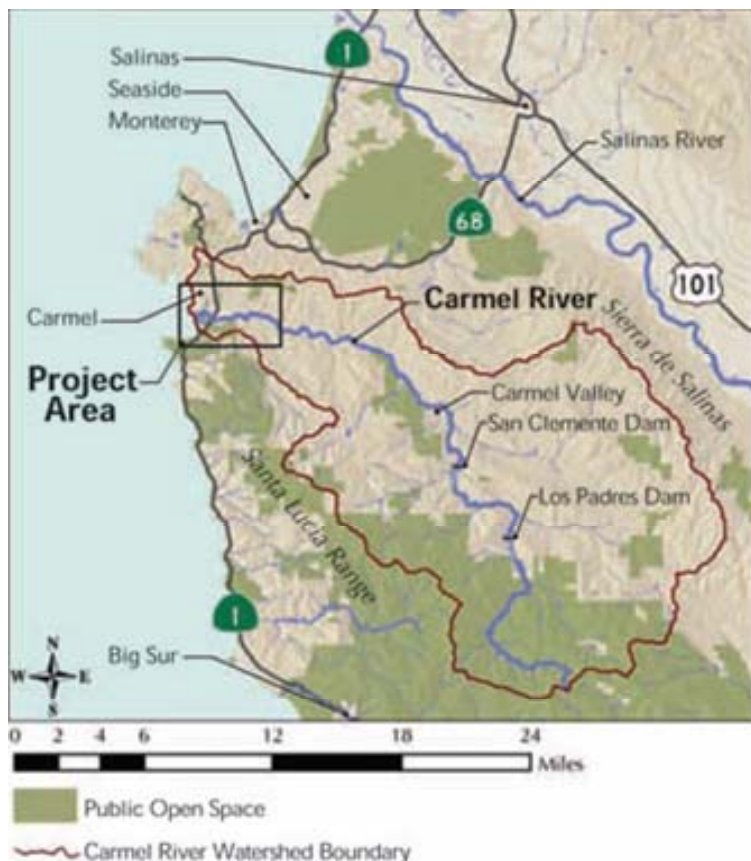 1
Salinas
Seaside
Monterey
Salinas River
68
101
Carmel
Carmel River
Sierra de Salinas
Project
Area
Carmel Valley
San Clemente Dam
Santa Lucia Range
Los Padres Dam
1
Big Sur
N
W E
S
0 2 4 6 12 18 24
Miles
Public Open Space
Carmel River Watershed Boundary